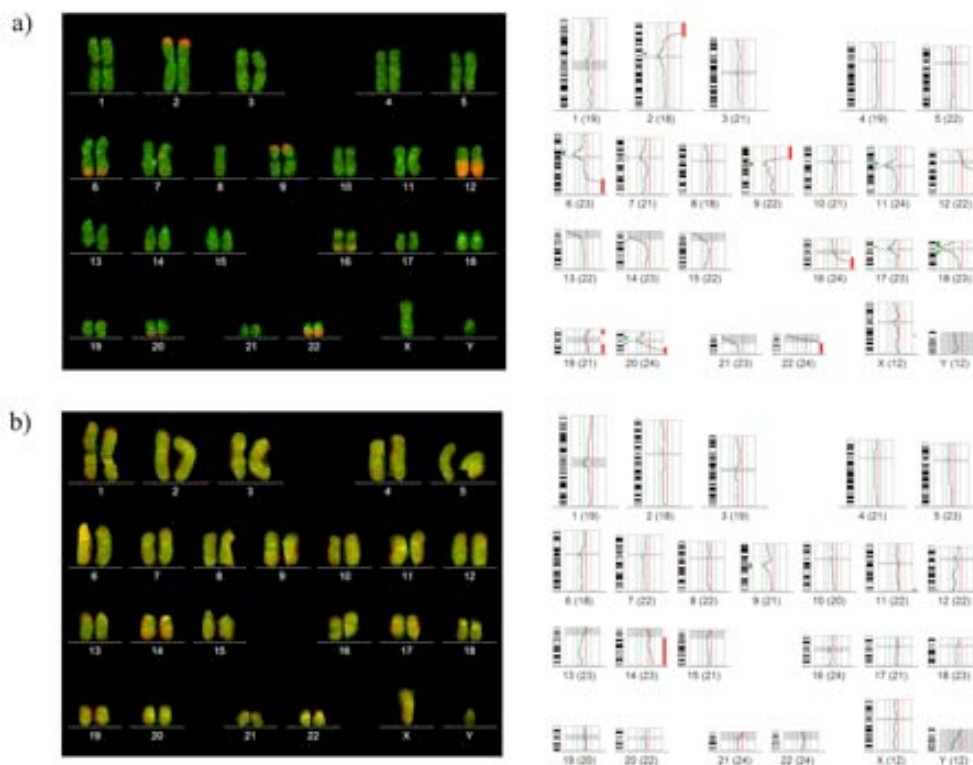 a)
1 2 3 4 5
1 (19) 2 (18) 3 (21) 4 (19) 5 (22)
6 7 8 9 10 11 12
6 (23) 7 (21) 8 (18) 9 (22) 10 (21) 11 (24) 12 (22)
13 14 15 16 17 18
13 (22) 14 (23) 15 (22) 16 (24) 17 (23) 18 (23)
19 20 21 22 X Y
19 (21) 20 (24) 21 (23) 22 (24) X (12) Y (12)
b)
1 2 3 4 5
1 (19) 2 (18) 3 (19) 4 (21) 5 (23)
6 7 8 9 10 11 12
6 (18) 7 (22) 8 (22) 9 (21) 10 (20) 11 (22) 12 (22)
13 14 15 16 17 18
13 (23) 14 (23) 15 (21) 16 (24) 17 (21) 18 (23)
19 20 21 22 X Y
19 (20) 20 (22) 21 (24) 22 (24) X (12) Y (12)